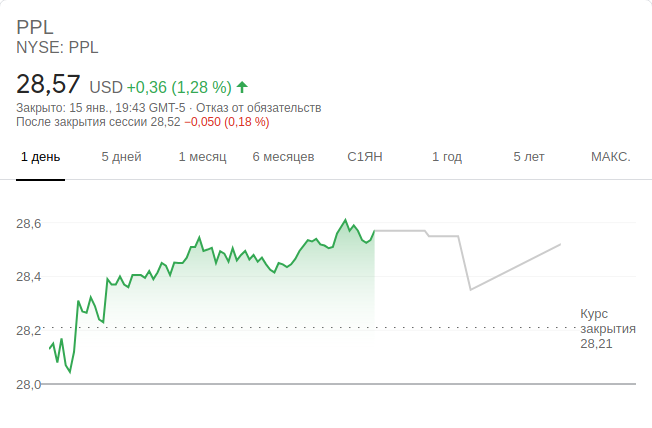 PPL
NYSE: PPL
28,57 USD +0,36 (1,28 %)
Закрыто: 15 янв., 19:43 GMT-5 · Отказ от обязательств
После закрытия сессии 28,52 −0,050 (0,18 %)
1 день 5 дней 1 месяц 6 месяцев С1ЯН 1 год 5 лет МАКС.
28,6
28,4
28,2
28,0
Курс
закрытия
28,21